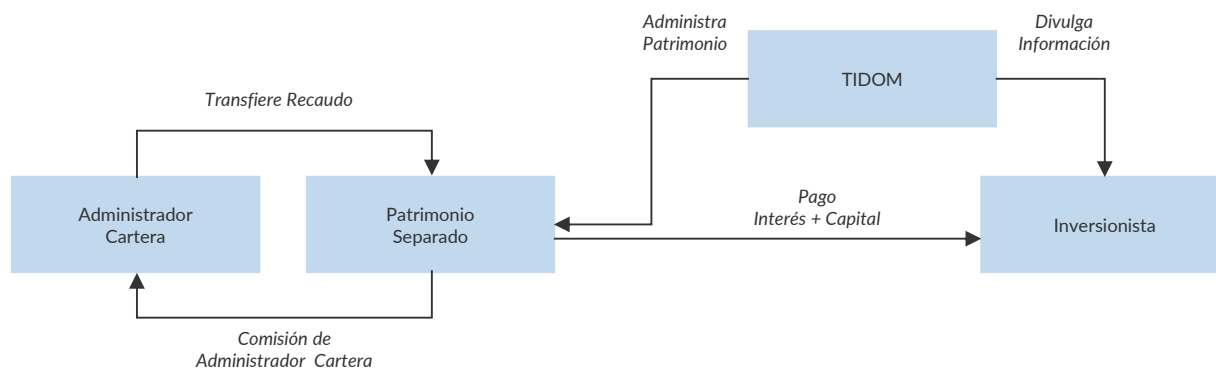 Administra
Patrimonio
Divulga
Información
TIDOM
Transfiere Recaudo
Administrador
Cartera
Patrimonio
Separado
Pago
Interés + Capital
Inversionista
Comisión de
Administrador Cartera